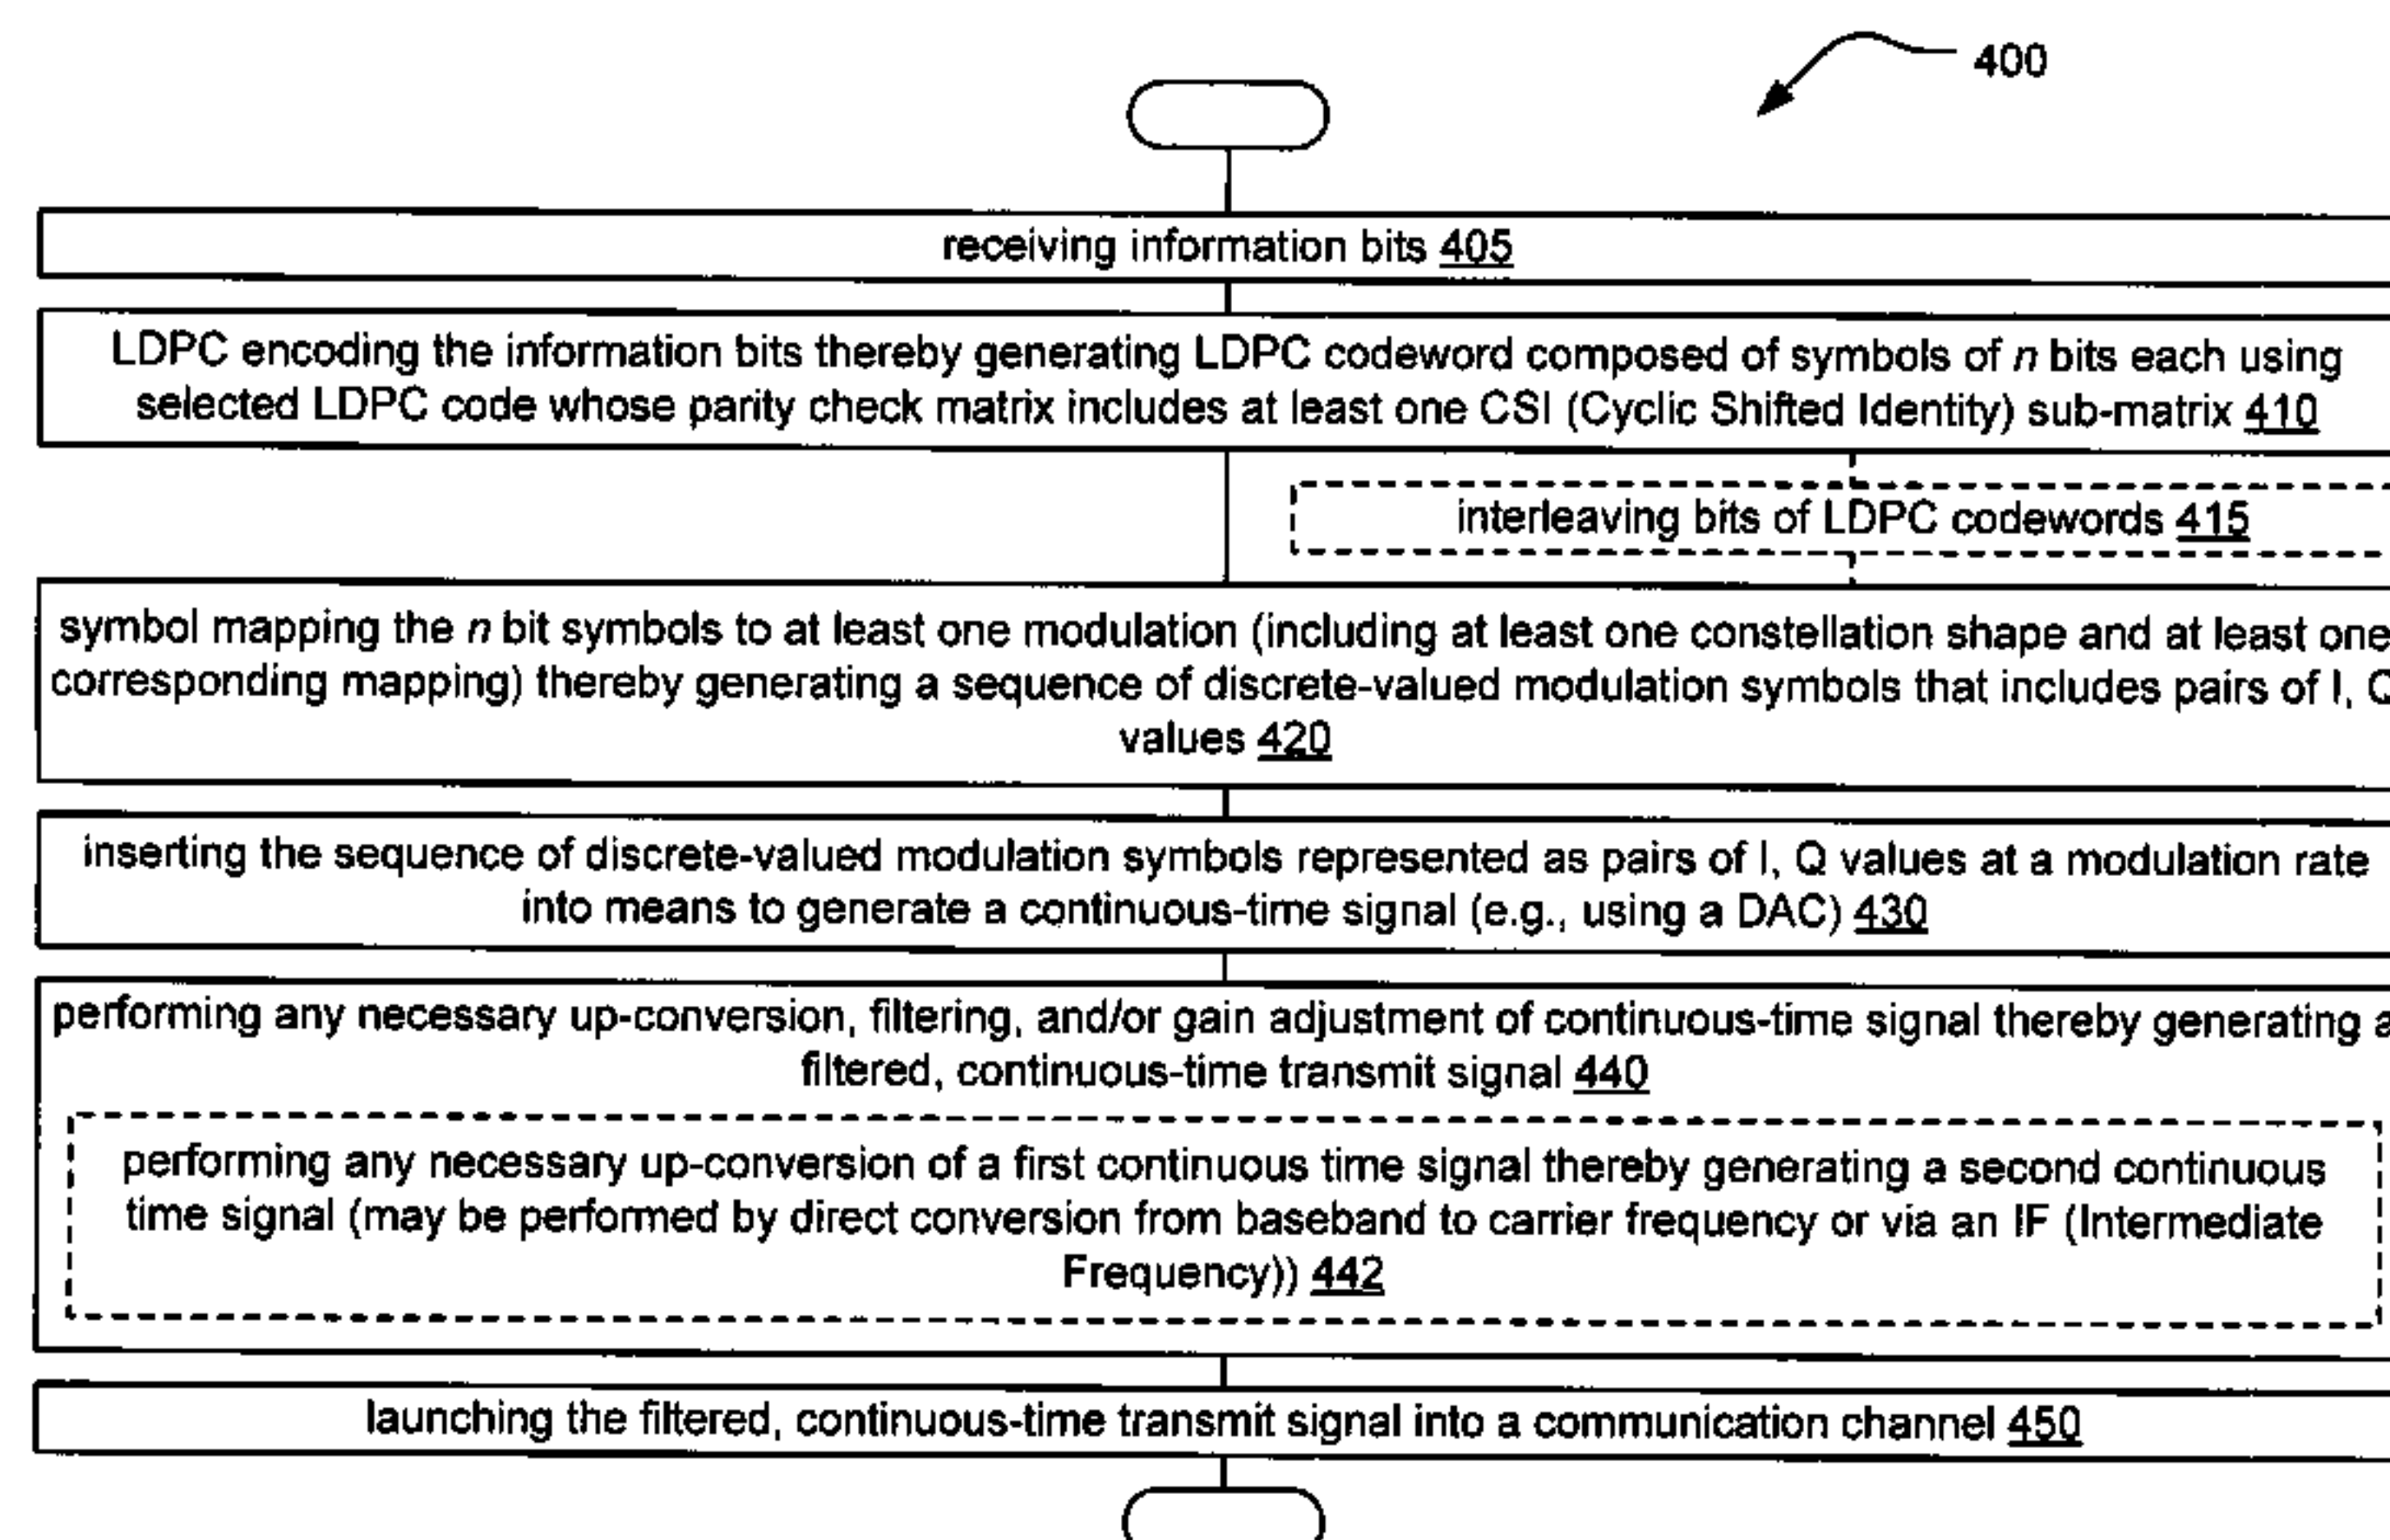 400
receiving information bits 405
LDPC encoding the information bits thereby generating LDPC codeword composed of symbols of n bits each using
selected LDPC code whose parity check matrix includes at least one CSI (Cyclic Shifted Identity) sub-matrix 410
interleaving bits of LDPC codewords 415
symbol mapping the n bit symbols to at least one modulation (including at least one constellation shape and at least one
corresponding mapping) thereby generating a sequence of discrete-valued modulation symbols that includes pairs of I, Q
values 420
inserting the sequence of discrete-valued modulation symbols represented as pairs of I, Q values at a modulation rate
into means to generate a continuous-time signal (e.g., using a DAC) 430
performing any necessary up-conversion, filtering, and/or gain adjustment of continuous-time signal thereby generating a
filtered, continuous-time transmit signal 440
performing any necessary up-conversion of a first continuous time signal thereby generating a second continuous
time signal (may be performed by direct conversion from baseband to carrier frequency or via an IF (Intermediate
Frequency)) 442
launching the filtered, continuous-time transmit signal into a communication channel 450